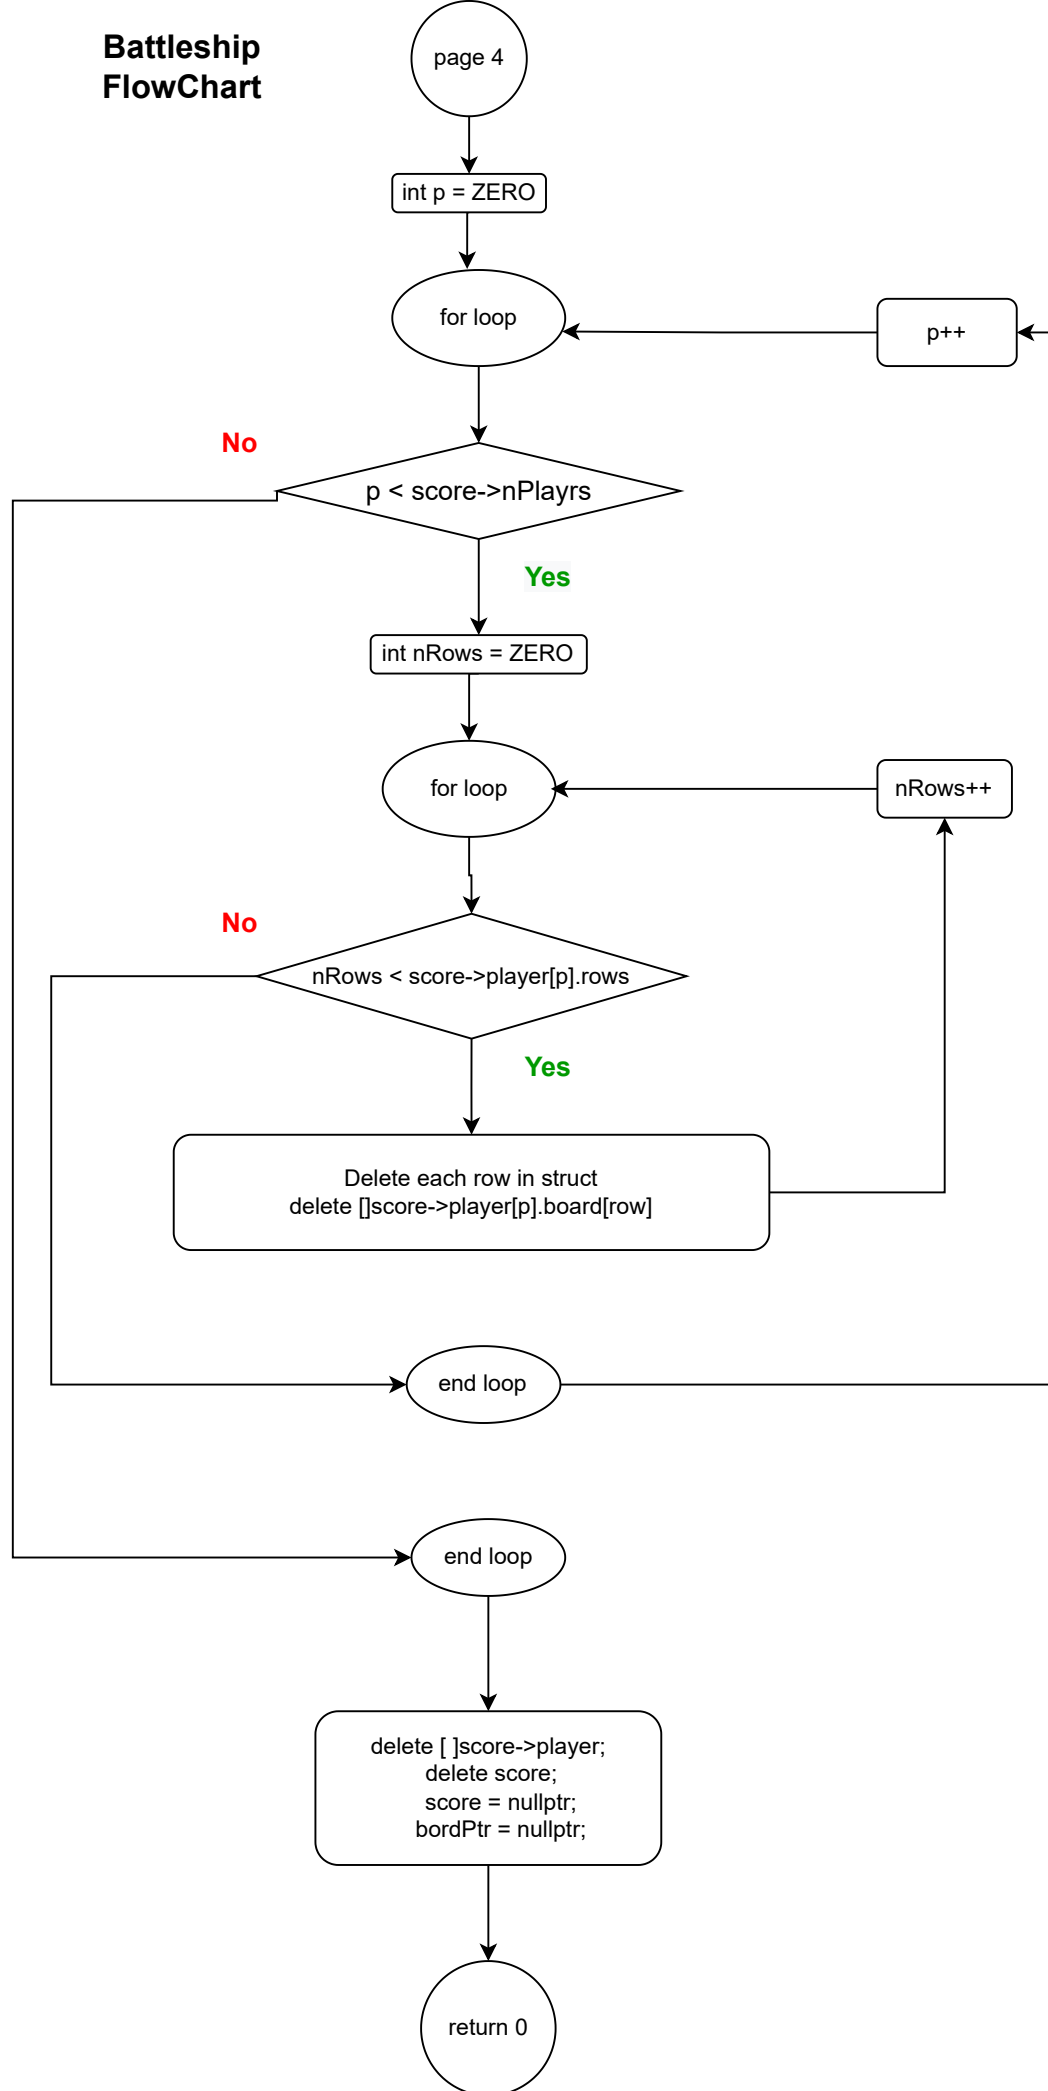 Battleship
FlowChart
page 4
int p = ZERO
for loop
p++
No
p < score->nPlayrs
Yes
int nRows = ZERO
for loop
nRows++
No
nRows < score->player[p].rows
Yes
Delete each row in struct
delete []score->player[p].board[row]
end loop
end loop
delete [ ]score->player;
delete score;
score = nullptr;
bordPtr = nullptr;
return 0